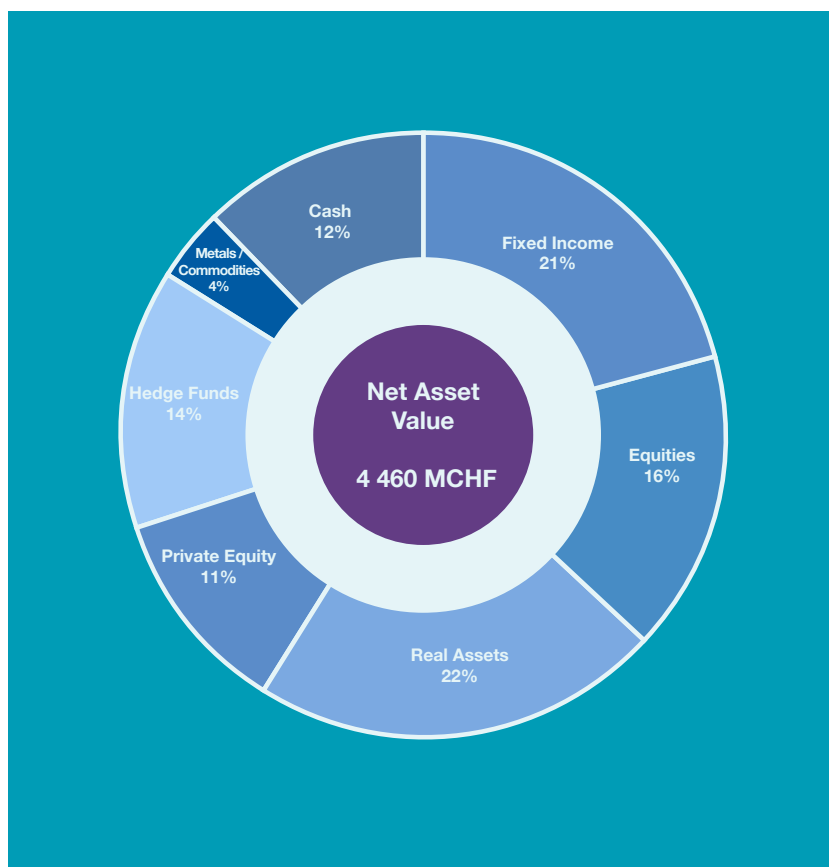 Cash
12%
Fixed Income
21%
Metals /
Commodities
4%
Hedge Funds
14%
Net Asset
Value
4 460 MCHF
Equities
16%
Private Equity
11%
Real Assets
22%